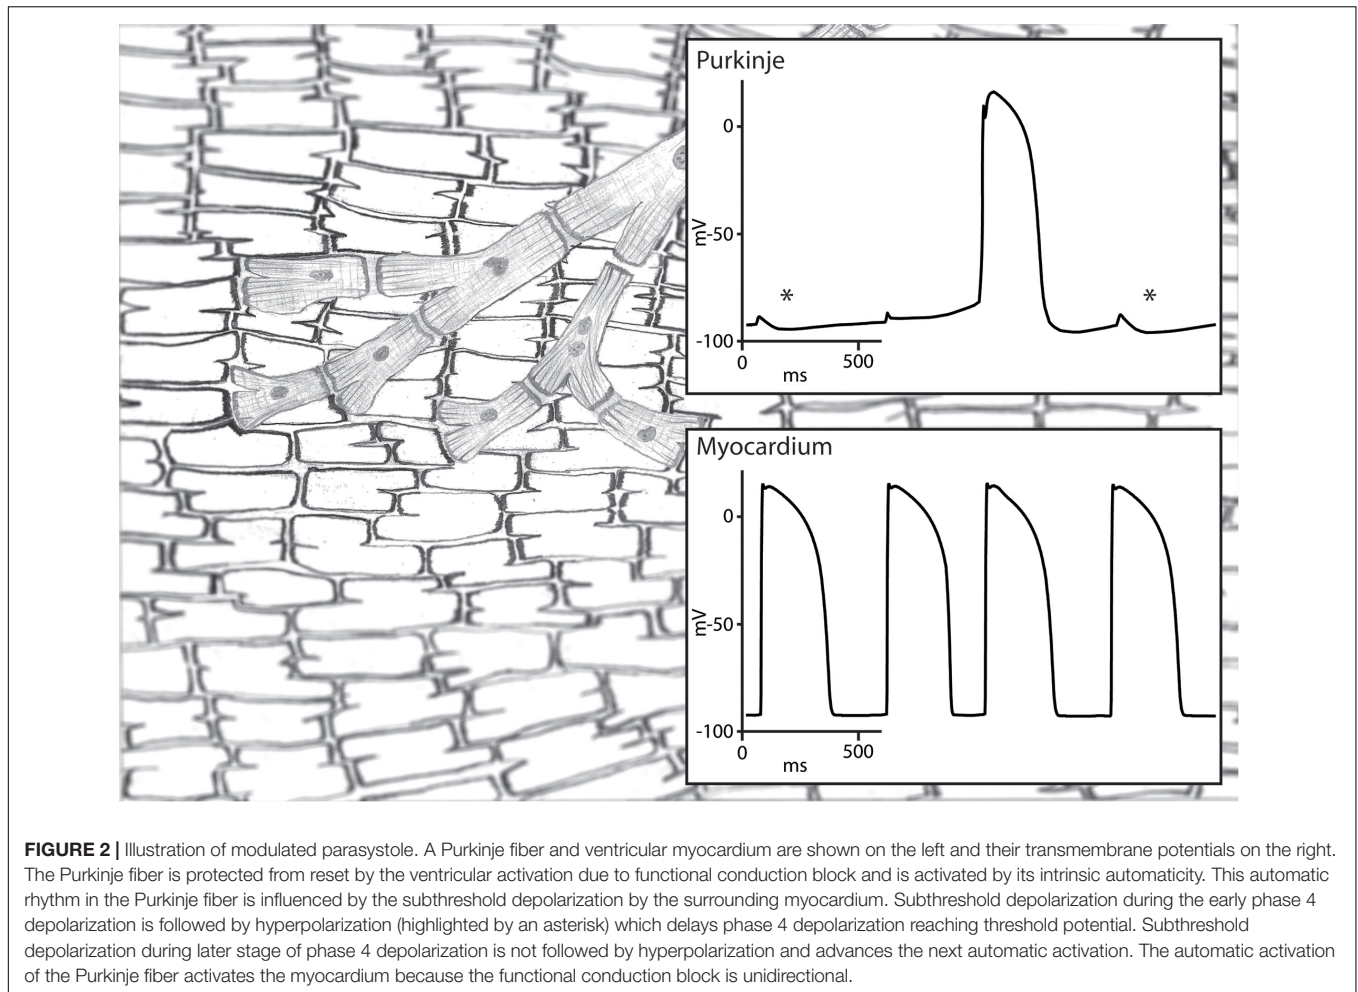 Purkinje
0
mV
-50
*
*
-100
0
500
ms
Myocardium
0
mV
-50
-100
0
500
ms
FIGURE 2 | Illustration of modulated parasystole. A Purkinje fiber and ventricular myocardium are shown on the left and their transmembrane potentials on the right.
The Purkinje fiber is protected from reset by the ventricular activation due to functional conduction block and is activated by its intrinsic automaticity. This automatic
rhythm in the Purkinje fiber is influenced by the subthreshold depolarization by the surrounding myocardium. Subthreshold depolarization during the early phase 4
depolarization is followed by hyperpolarization (highlighted by an asterisk) which delays phase 4 depolarization reaching threshold potential. Subthreshold
depolarization during later stage of phase 4 depolarization is not followed by hyperpolarization and advances the next automatic activation. The automatic activation
of the Purkinje fiber activates the myocardium because the functional conduction block is unidirectional.